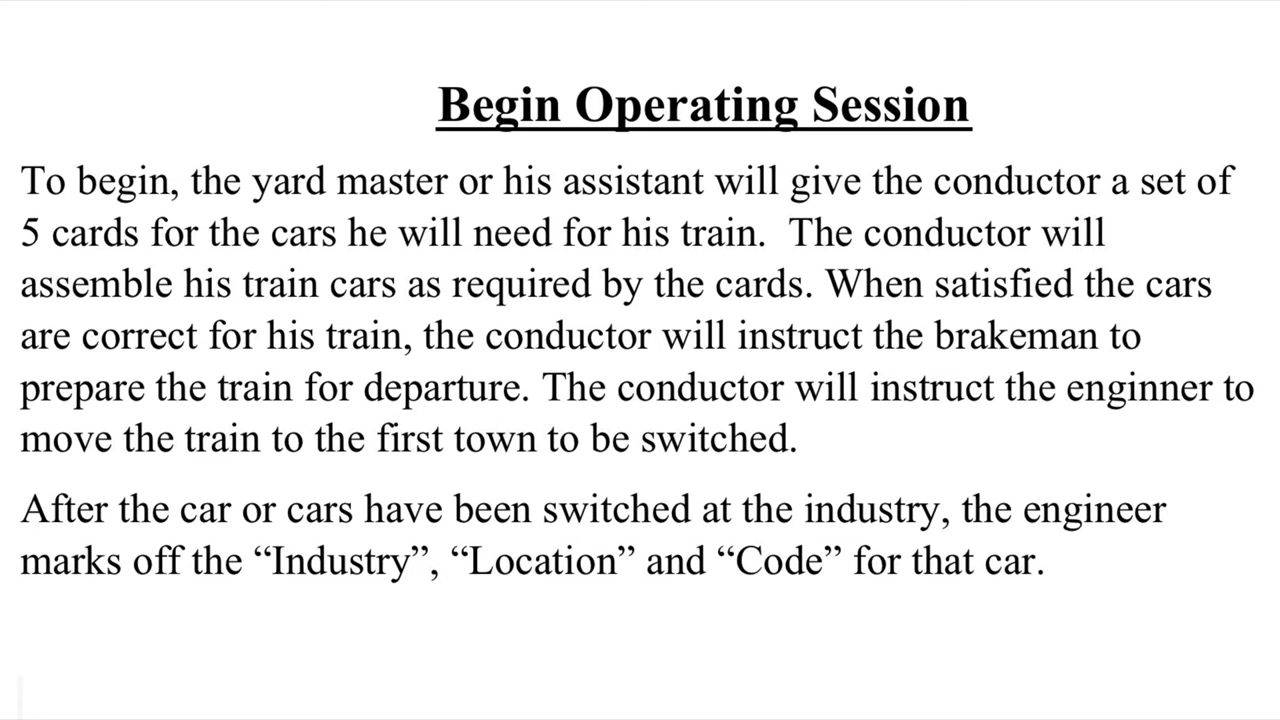 Begin Operating Session
To begin, the yard master or his assistant will give the conductor a set of
5 cards for the cars he will need for his train.  The conductor will
assemble his train cars as required by the cards. When satisfied the cars
are correct for his train, the conductor will instruct the brakeman to
prepare the train for departure. The conductor will instruct the enginner to
move the train to the first town to be switched.
After the car or cars have been switched at the industry, the engineer
marks off the “Industry”, “Location” and “Code” for that car.